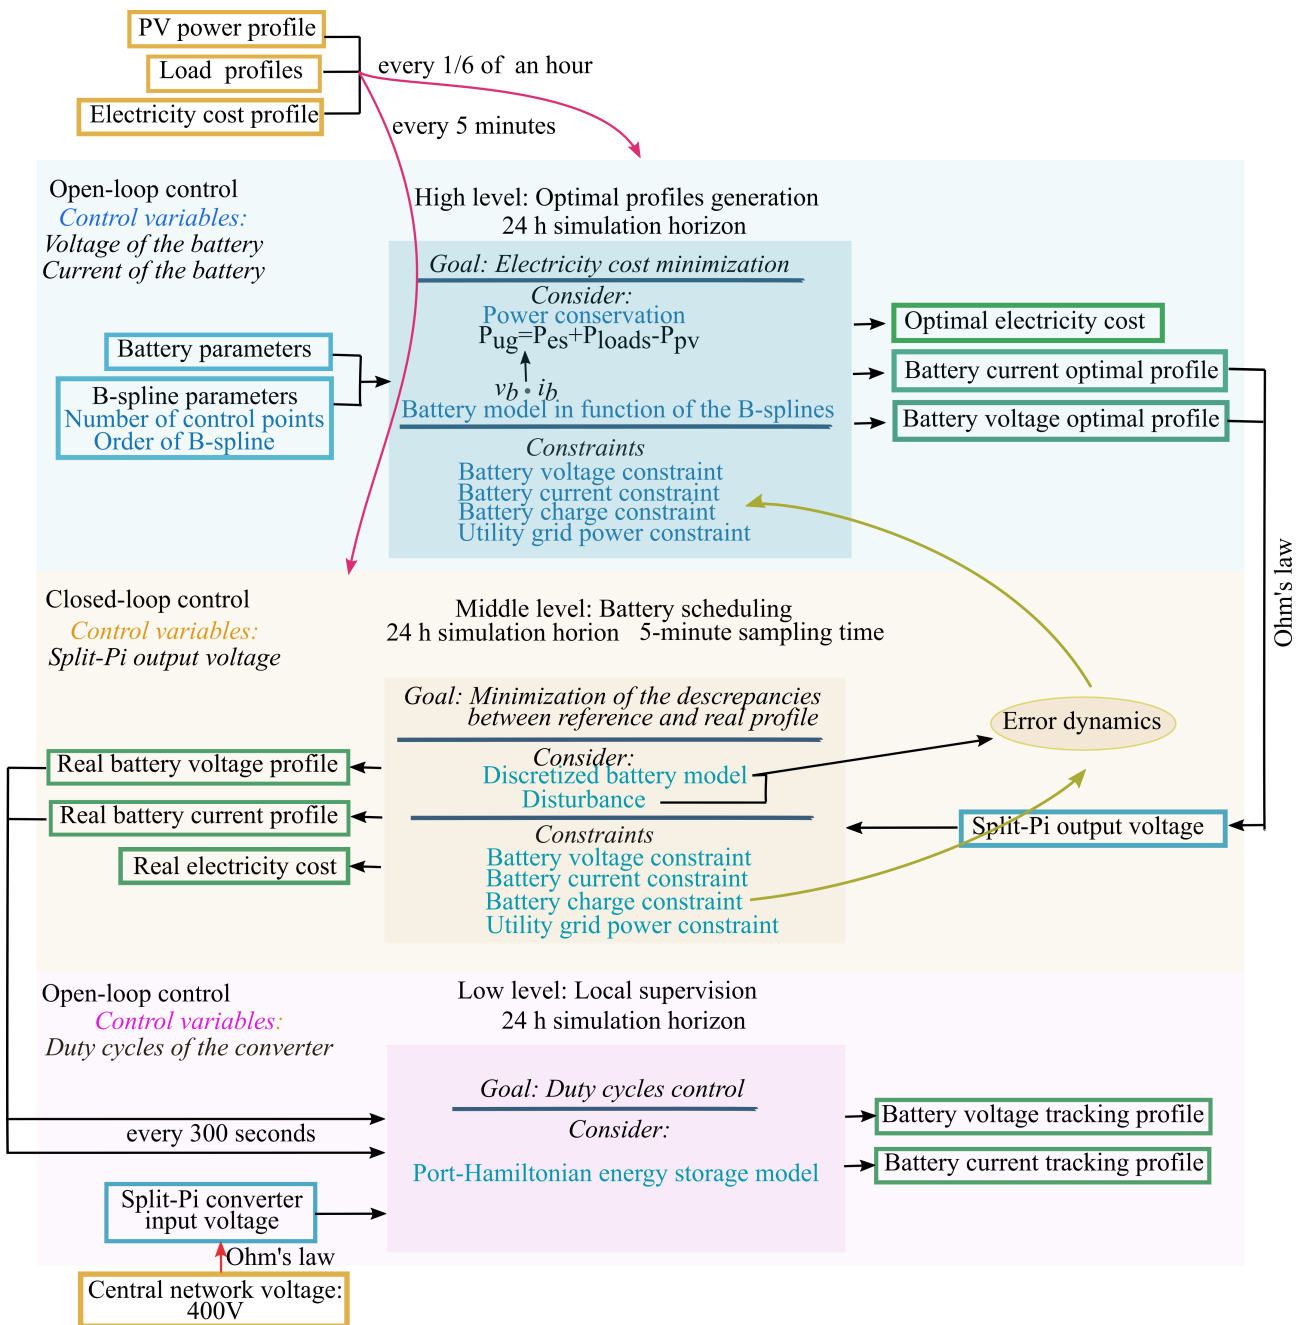 PV power profile
Load profiles
Electricity cost profile
every 1/6 of an hour
every 5 minutes
Open-loop control
Control variables:
Voltage of the battery
Current of the battery
High level: Optimal profiles generation
24 h simulation horizon
Goal: Electricity cost minimization
Consider:
Power conservation
Pug=Pes+Ploads-Ppv
vb · ib
Battery model in function of the B-splines
Constraints
Battery voltage constraint
Battery current constraint
Battery charge constraint
Utility grid power constraint
Battery parameters
B-spline parameters
Number of control points
Order of B-spline
Optimal electricity cost
Battery current optimal profile
Battery voltage optimal profile
Ohm's law
Closed-loop control
Control variables:
Split-Pi output voltage
Middle level: Battery scheduling
24 h simulation horion 5-minute sampling time
Goal: Minimization of the descrepancies
between reference and real profile
Consider:
Discretized battery model
Disturbance
Constraints
Battery voltage constraint
Battery current constraint
Battery charge constraint
Utility grid power constraint
Error dynamics
Split-Pi output voltage
Real battery voltage profile
Real battery current profile
Real electricity cost
Open-loop control
Control variables:
Duty cycles of the converter
Low level: Local supervision
24 h simulation horizon
Goal: Duty cycles control
Consider:
Port-Hamiltonian energy storage model
every 300 seconds
Battery voltage tracking profile
Battery current tracking profile
Split-Pi converter
input voltage
Ohm's law
Central network voltage:
400V